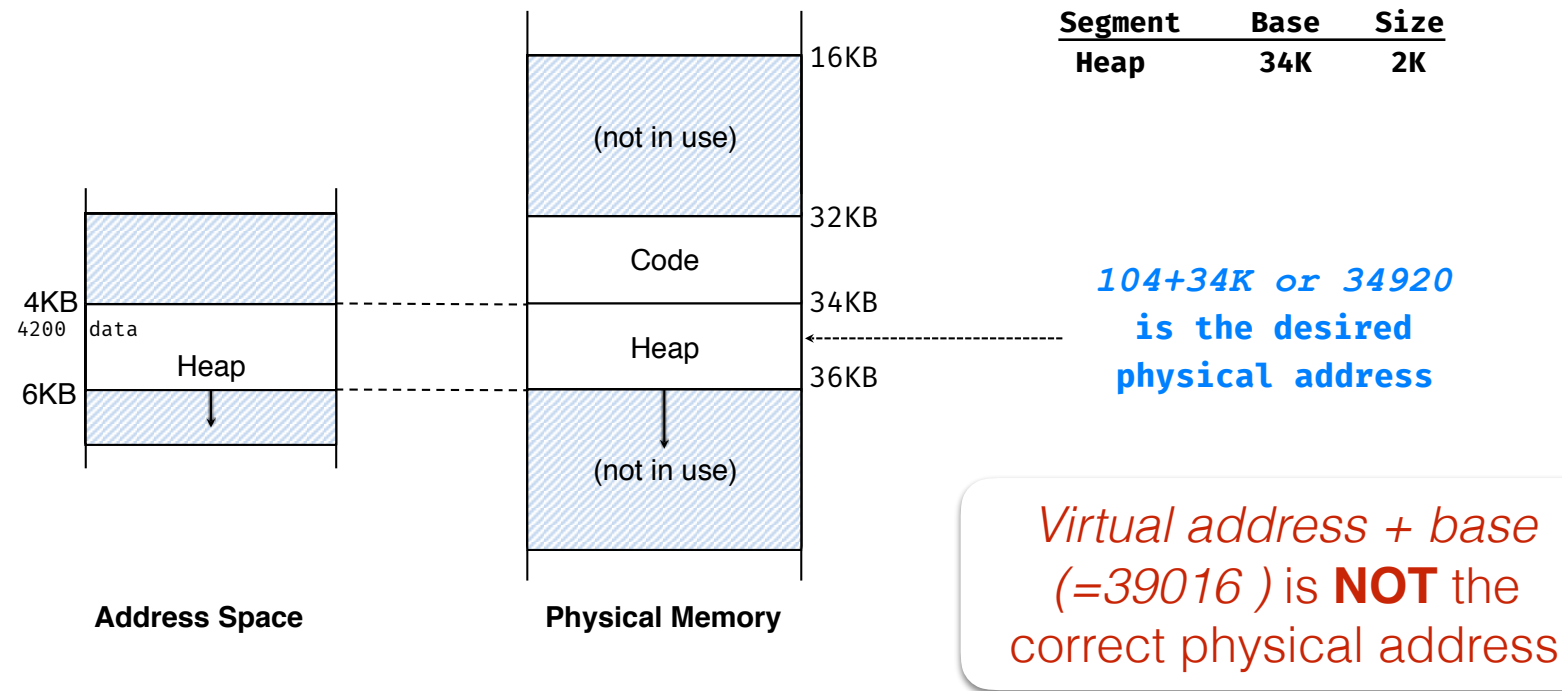 Segment Base Size
Heap 34K 2K
16KB
(not in use)
32KB
Code
4KB
34KB
4200 data
Heap
Heap
6KB
36KB
(not in use)
104+34K or 34920
is the desired
physical address
Virtual address + base
(=39016 ) is NOT the
correct physical address
Address Space
Physical Memory